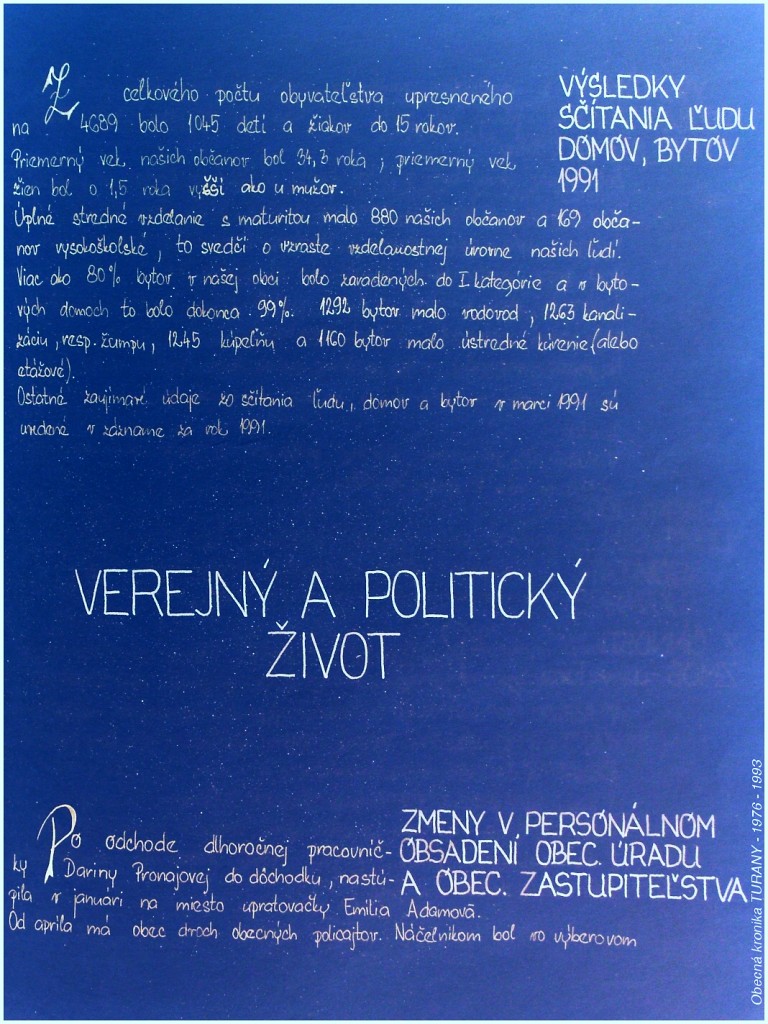 VÝSLEDKY
SČÍTANIA ĽUDU
DOMOV, BYTOV
1991
Z celkového počtu obyvateľstva upresneného
na 4689 bolo 1045 detí a žiakov do 15 rokov.
Priemerný vek našich občanov bol 34,3 roka ; priemerný vek
žien bol o 1,5 roka vyšší ako u mužov.
Úplné stredné vzdelanie s maturitou malo 880 našich občanov a 169 obča-
nov vysokoškolské, to svedčí o vzraste vzdelanostnej úrovne našich ľudí.
Viac ako 80% bytov v našej obci bolo zaradených do I kategórie a v byto-
vých domoch to bolo dokonca 99%. 1292 bytov malo vodovod, 1263 kanali-
záciu, resp. žumpu, 1245 kúpeľňu a 1160 bytov malo ústredné kúrenie (alebo
etážové).
Ostatné zaujímavé údaje zo sčítania ľudu, domov a bytov v marci 1991 sú
uvedené v zázname za rok 1991.
VEREJNÝ A POLITICKÝ
ŽIVOT
ZMENY V PERSONÁLNOM
OBSADENÍ OBEC. ÚRADU
A OBEC. ZASTUPITEĽSTVA
Po odchode dlhoročnej pracovníč-
ky Dariny Pronajovej do dôchodku, nastú-
pila v januári na miesto upratovačky Emília Adamová.
Od apríla má obec dvoch obecných policajtov. Náčelníkom bol vo výberovom
Obecná kronika TURANY - 1976 - 1993